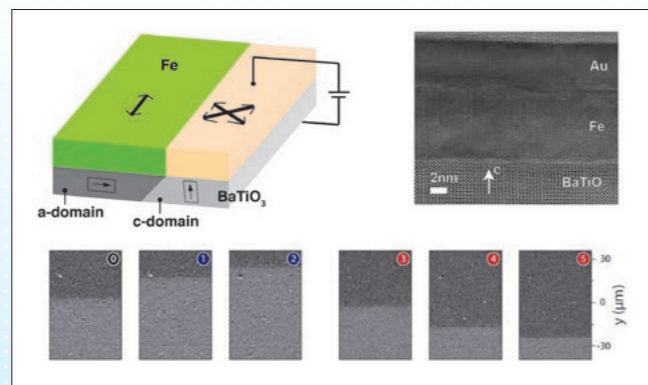 Fe
BaTiO3
a-domain
c-domain
Au
Fe
2nm
c
BaTiO
0
1
2
3
4
5
30
0
-30
y (μm)